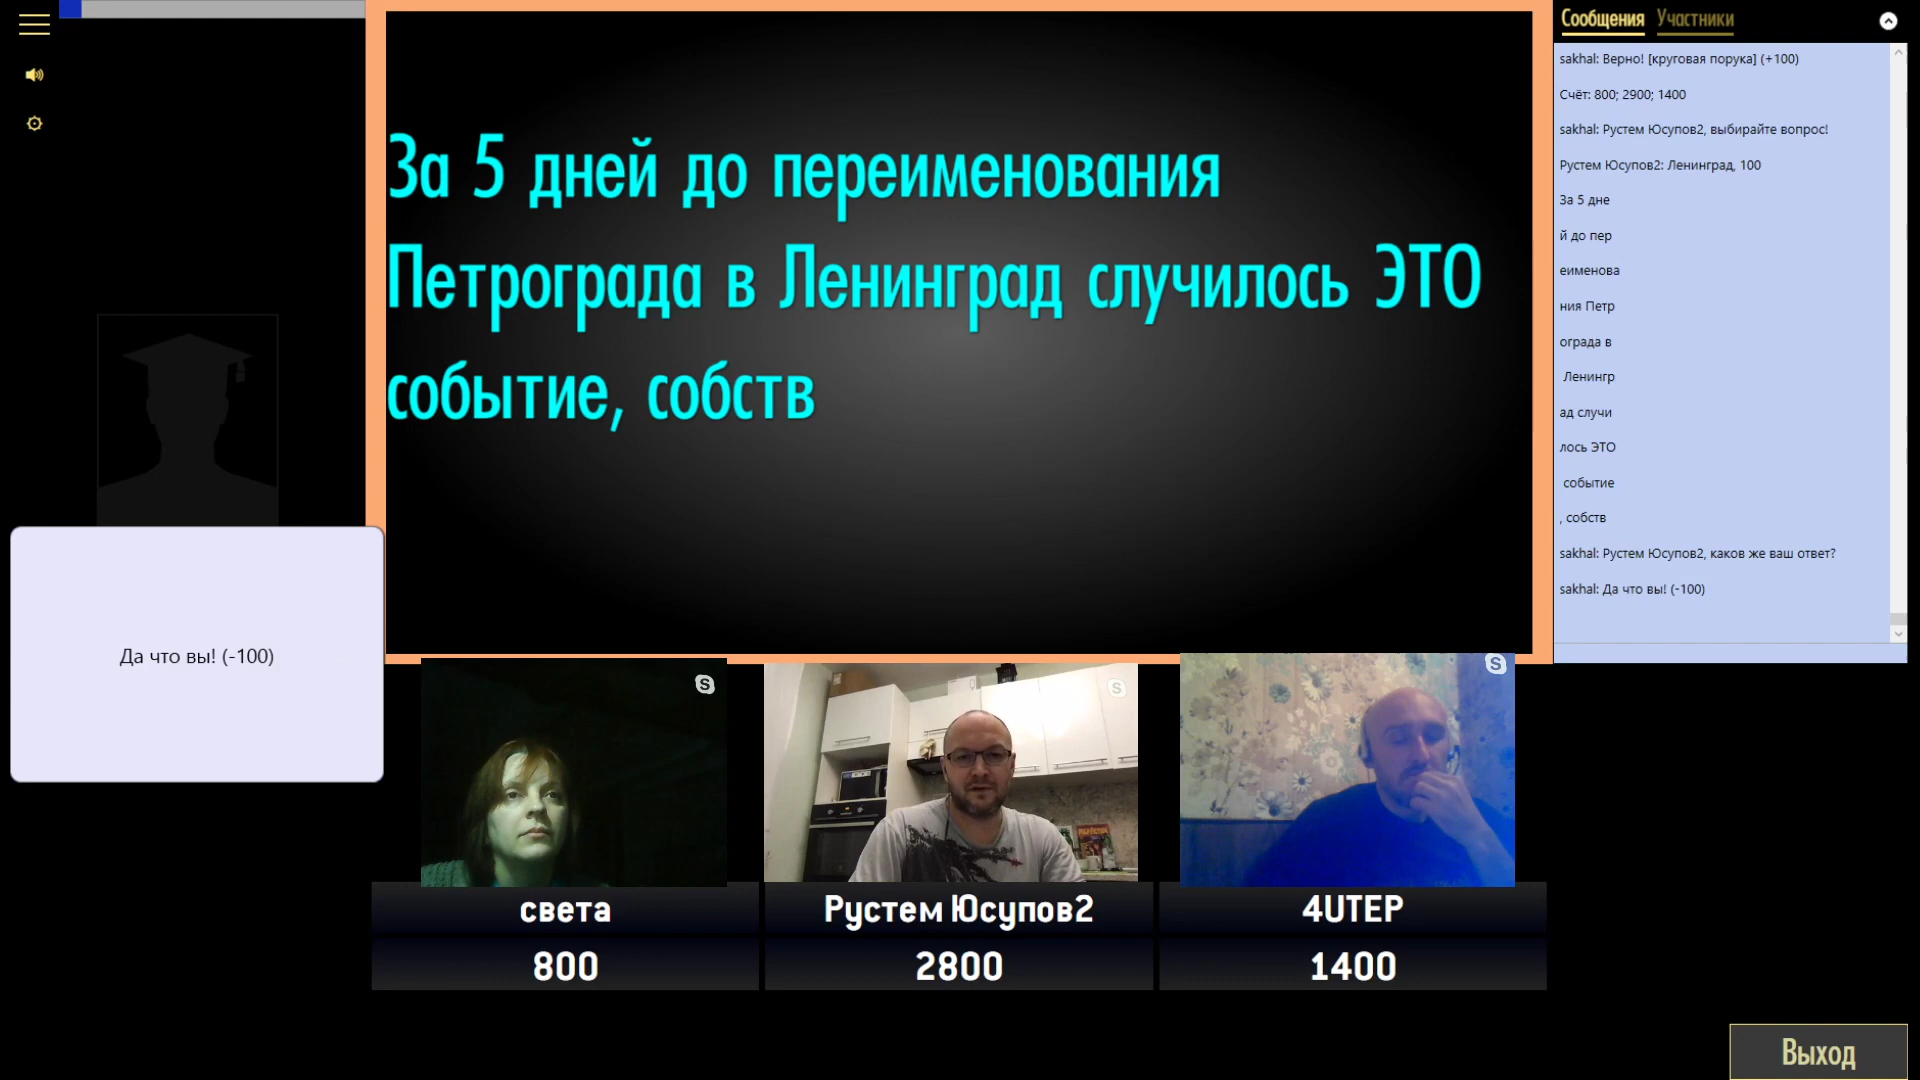 За 5 дней до переименования
Петрограда в Ленинград случилось ЭТО
событие, собств
Сообщения Участники
sakhal: Верно! [круговая порука] (+100)
Счёт: 800; 2900; 1400
sakhal: Рустем Юсупов2, выбирайте вопрос!
Рустем Юсупов2: Ленинград, 100
За 5 дне
й до пер
еименова
ния Петр
ограда в
Ленингр
ад случи
лось ЭТО
событие
, собств
sakhal: Рустем Юсупов2, каков же ваш ответ?
sakhal: Да что вы! (-100)
Да что вы! (-100)
S
S
S
PULP FICTION
света
Рустем Юсупов2
4UTEP
800
2800
1400
Выход